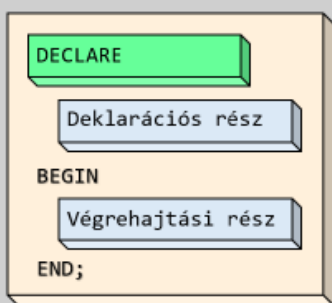 DECLARE
Deklarációs rész
BEGIN
Végrehajtási rész
END;